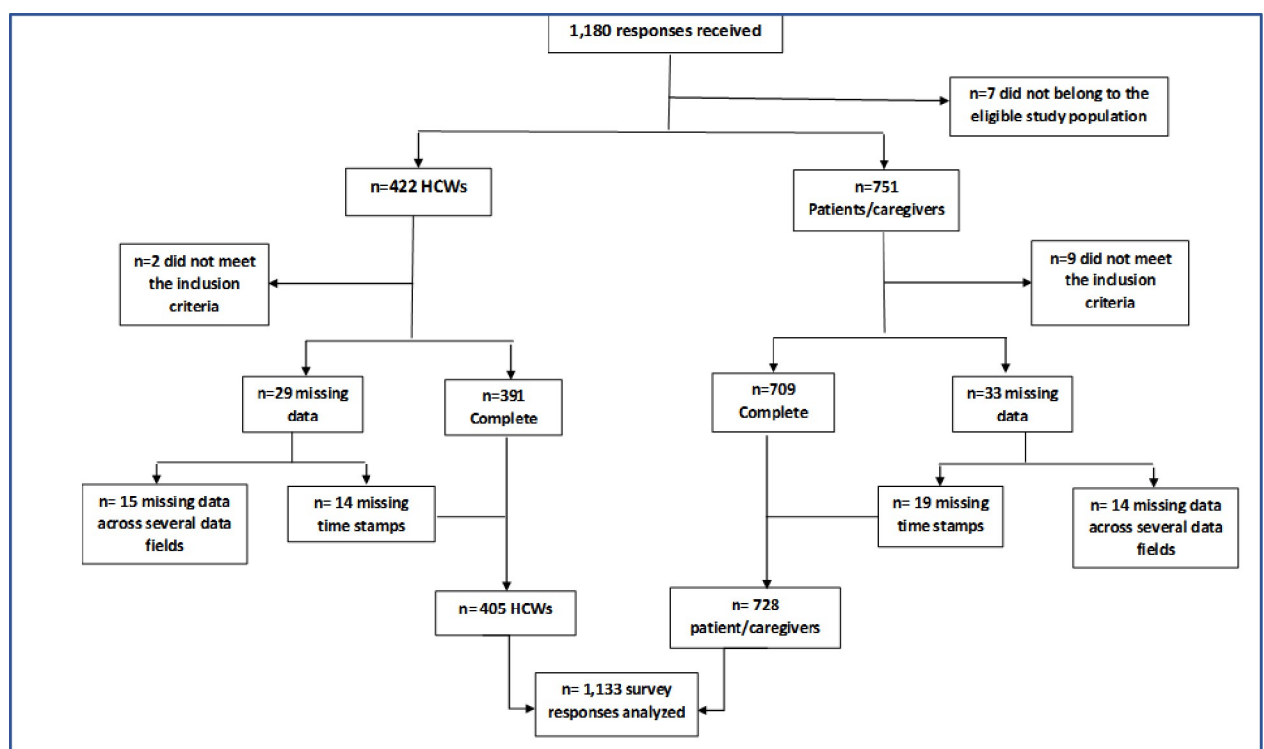 1,180 responses received
n=7 did not belong to the
eligible study population
n=422 HCWs
n=751
Patients/caregivers
n=2 did not meet
the inclusion
criteria
n=9 did not meet
the inclusion
criteria
n=29 missing
data
n=391
Complete
n=709
Complete
n=33 missing
data
n= 15 missing data
across several data
fields
n= 14 missing
time stamps
n= 19 missing
time stamps
n= 14 missing data
across several data
fields
n= 405 HCWs
n= 728
patient/caregivers
n= 1,133 survey
responses analyzed